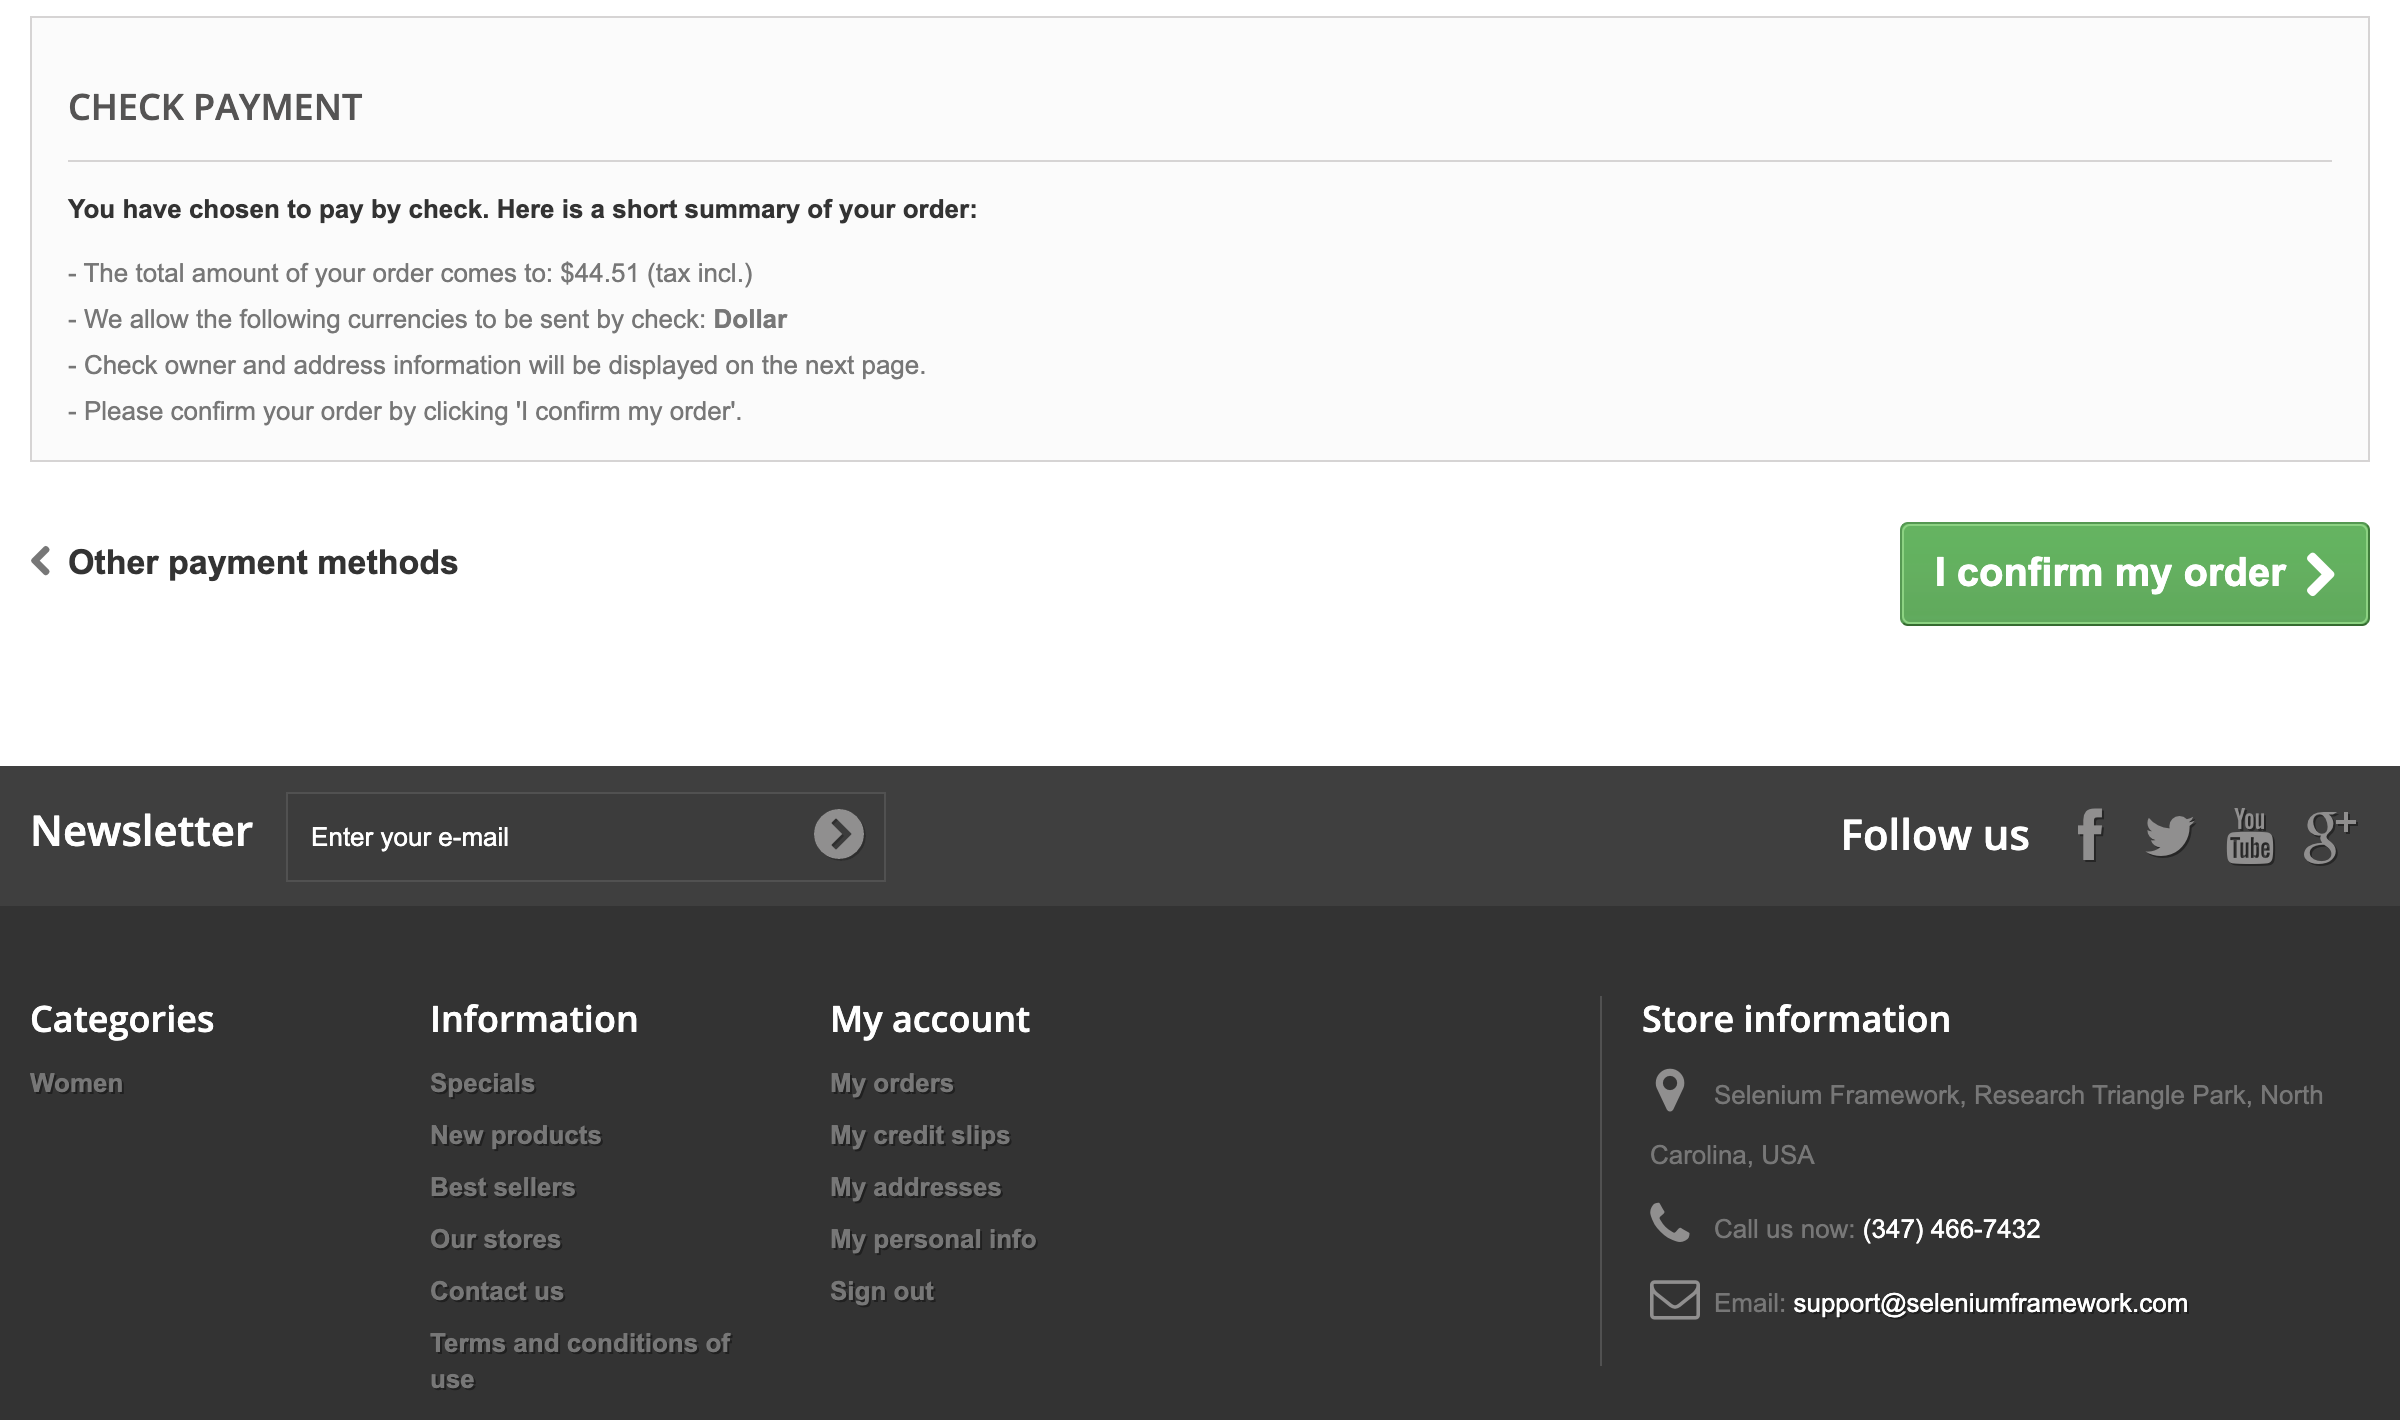 CHECK PAYMENT
You have chosen to pay by check. Here is a short summary of your order:
- The total amount of your order comes to: $44.51 (tax incl.)
- We allow the following currencies to be sent by check: Dollar
- Check owner and address information will be displayed on the next page.
- Please confirm your order by clicking 'I confirm my order'.
Other payment methods
I confirm my order
Newsletter
Enter your e-mail
Follow us
You
Tube
g+
Categories
Women
Information
Specials
New products
Best sellers
Our stores
Contact us
Terms and conditions of
use
My account
My orders
My credit slips
My addresses
My personal info
Sign out
Store information
Selenium Framework, Research Triangle Park, North
Carolina, USA
Call us now: (347) 466-7432
Email: support@seleniumframework.com